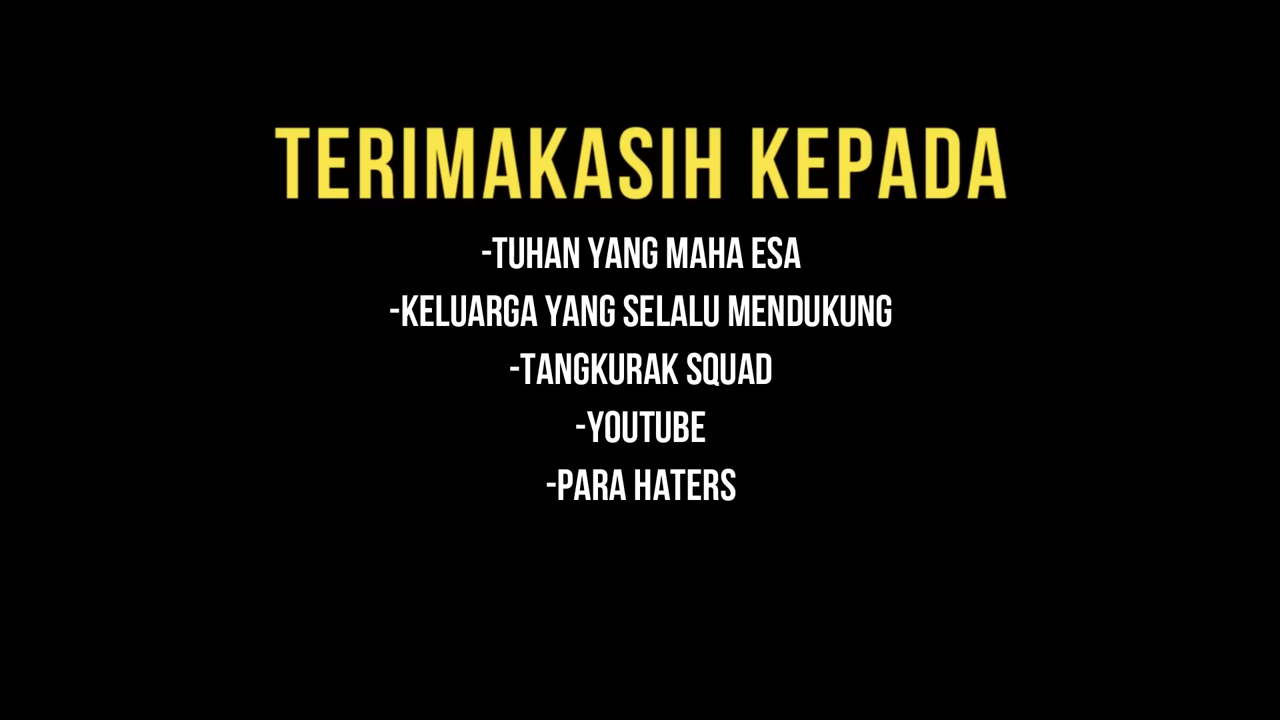 TERIMAKASIH KEPADA
-TUHAN YANG MAHA ESA
-KELUARGA YANG SELALU MENDUKUNG
-TANGKURAK SQUAD
-YOUTUBE
-PARA HATERS